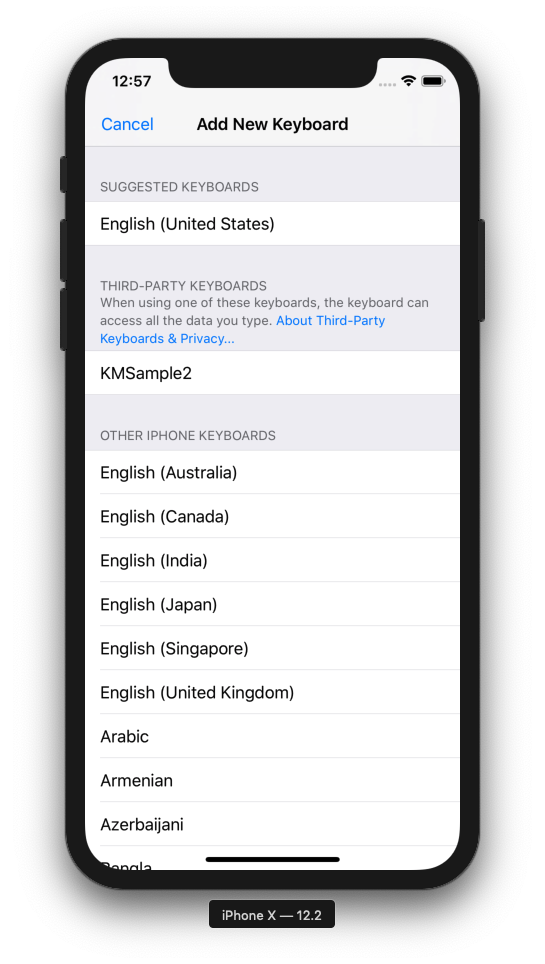 12:57
Cancel
Add New Keyboard
SUGGESTED KEYBOARDS
English (United States)
THIRD-PARTY KEYBOARDS
When using one of these keyboards, the keyboard can
access all the data you type. About Third-Party
Keyboards & Privacy...
KMSample2
OTHER IPHONE KEYBOARDS
English (Australia)
English (Canada)
English (India)
English (Japan)
English (Singapore)
English (United Kingdom)
Arabic
Armenian
Azerbaijani
Bangla
iPhone X — 12.2